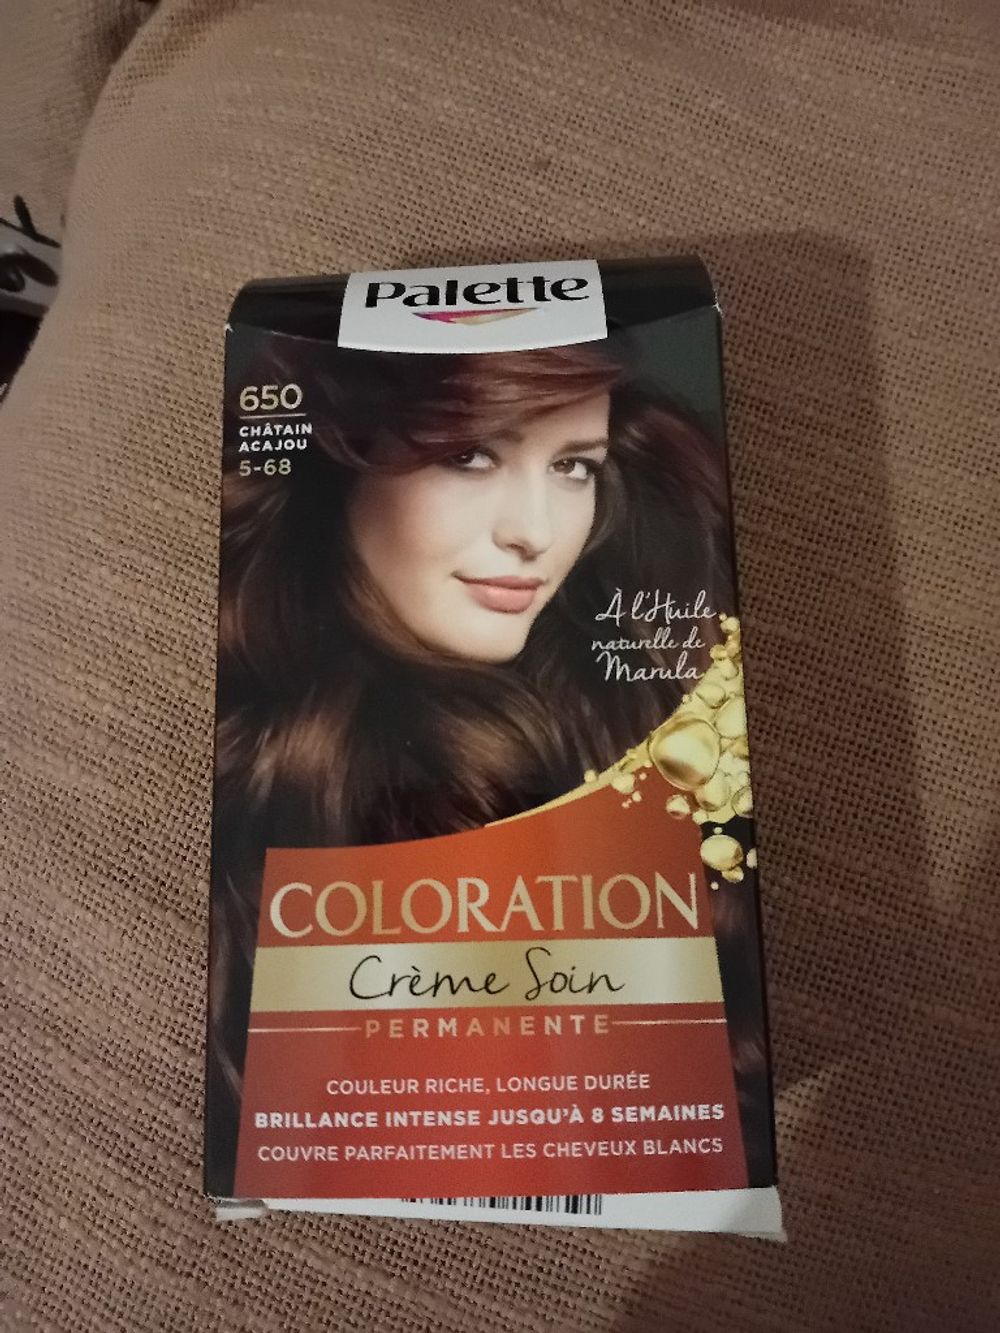 Palette
650
CHÂTAIN
ACAJOU
5-68
À l'Huile
naturelle de
Marula
COLORATION
Crème Soin
PERMANENTE
COULEUR RICHE, LONGUE DURÉE
BRILLANCE INTENSE JUSQU'À 8 SEMAINES
COUVRE PARFAITEMENT LES CHEVEUX BLANCS